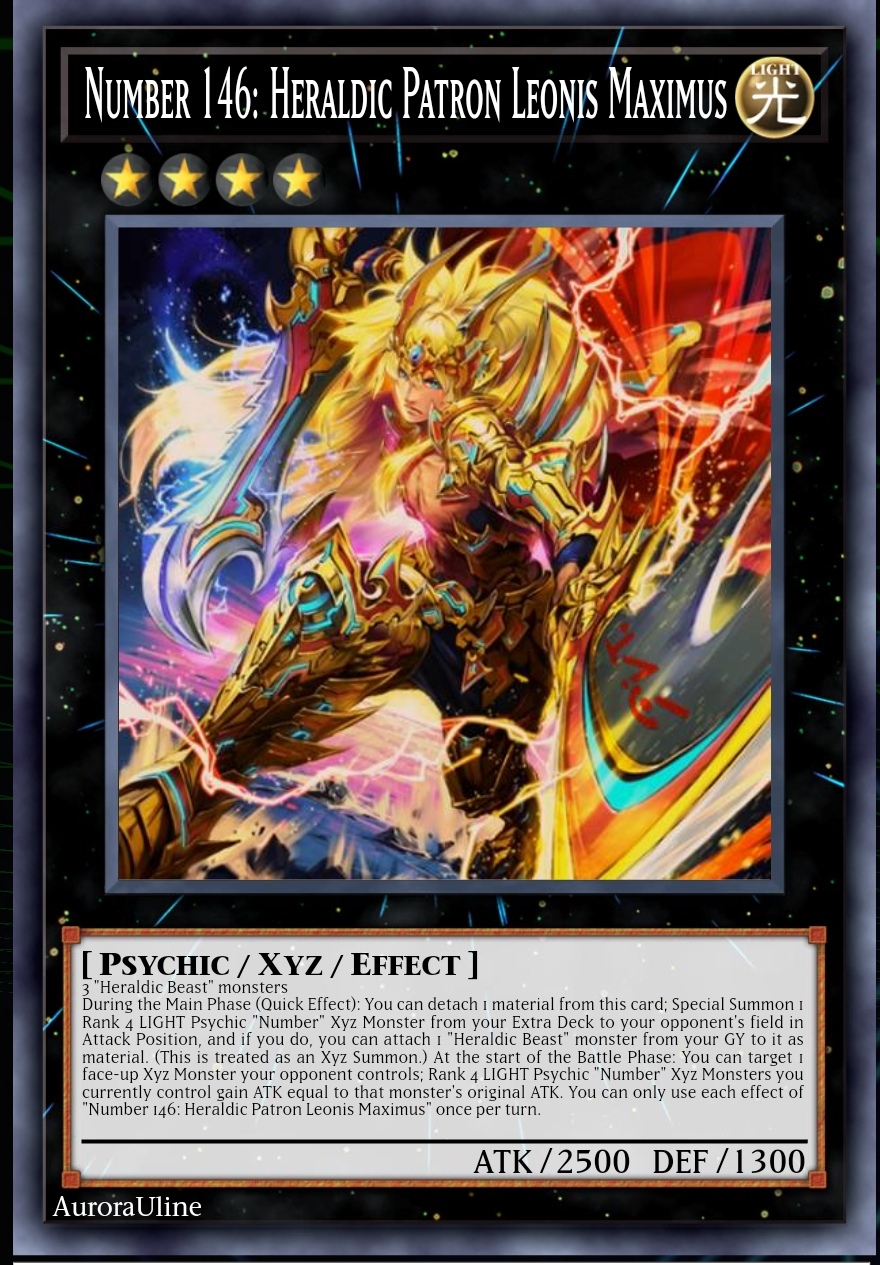 Number 146: Heraldic Patron Leonis Maximus
LIGHT
光
[ Psychic / Xyz / Effect ]
3 "Heraldic Beast" monsters
During the Main Phase (Quick Effect): You can detach 1 material from this card; Special Summon 1
Rank 4 LIGHT Psychic "Number" Xyz Monster from your Extra Deck to your opponent's field in
Attack Position, and if you do, you can attach 1 "Heraldic Beast" monster from your GY to it as
material. (This is treated as an Xyz Summon.) At the start of the Battle Phase: You can target 1
face-up Xyz Monster your opponent controls; Rank 4 LIGHT Psychic "Number" Xyz Monsters you
currently control gain ATK equal to that monster's original ATK. You can only use each effect of
"Number 146: Heraldic Patron Leonis Maximus" once per turn.
ATK/2500 DEF/1300
AuroraUline